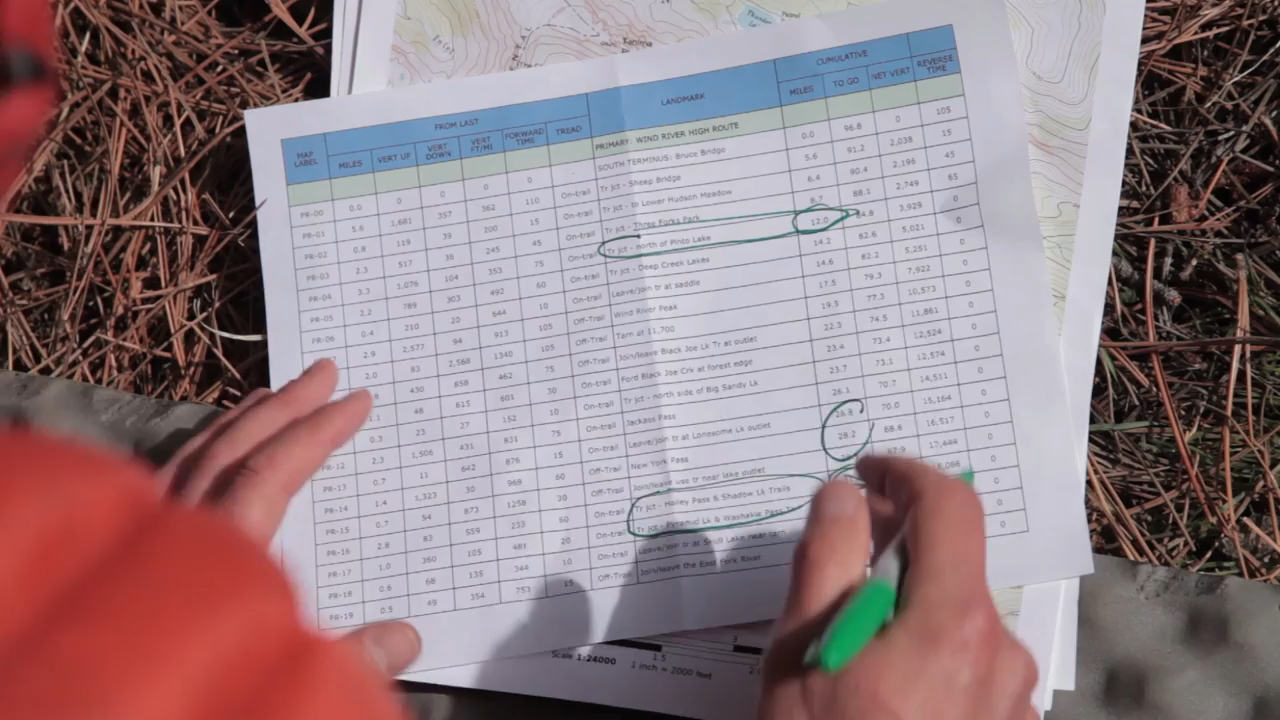 FROM LAST LANDMARK CUMULATIVE
MAP LABEL MILES VERT UP VERT DOWN VERT FT/MI FORWARD TIME TREAD MILES TO GO NET VERT REVERSE TIME
PRIMARY: WIND RIVER HIGH ROUTE
PR-00 0.0 0 0 0 0 - SOUTH TERMINUS: Bruce Bridge 0.0 96.8 0 105
PR-01 5.6 1,681 357 362 110 On-trail Tr jct - Sheep Bridge 5.6 91.2 2,038 15
PR-02 0.8 119 39 200 15 On-trail Tr jct - to Lower Hudson Meadow 6.4 90.4 2,196 45
PR-03 2.3 517 36 245 45 On-trail Tr jct - Three Forks Park 8.7 88.1 2,749 65
PR-04 3.3 1,076 104 353 75 On-trail Tr jct - north of Pinto Lake 12.0 84.8 3,929 0
PR-05 2.2 789 303 492 60 On-trail Tr jct - Deep Creek Lakes 14.2 82.6 5,021 0
PR-06 0.4 210 20 644 10 On-trail Leave/join tr at saddle 14.6 82.2 5,251 0
2.9 2,577 94 913 105 Off-Trail Wind River Peak 17.5 79.3 7,922 0
2.0 83 2,568 1340 105 Off-Trail Tarn at 11,700 19.5 77.3 10,573 0
430 858 462 75 Off-Trail Join/leave Black Joe Lk Tr at outlet 22.3 74.5 11,861 0
1.1 48 615 601 30 On-trail Ford Black Joe Crk at forest edge 23.4 73.4 12,524 0
0.3 23 27 152 10 On-trail Tr jct - north side of Big Sandy Lk 23.7 73.1 12,574 0
PR-12 2.3 1,506 431 831 75 On-trail Jackass Pass 26.1 70.7 14,511 0
PR-13 0.7 11 642 876 15 On-trail Leave/join tr at Lonesome Lk outlet 26.8 70.0 15,164 0
PR-14 1.4 1,323 30 969 60 Off-Trail New York Pass 28.2 68.6 16,517 0
PR-15 0.7 54 873 1258 30 Off-Trail Join/leave use tr near lake outlet 67.9 17,444 0
PR-16 2.8 83 559 233 60 On-trail Tr jct - Hailey Pass & Shadow Lk Trails 18,086 0
PR-17 1.0 360 105 481 20 On-trail Tr jct - Pyramid Lk & Washakie Pass 0
PR-18 0.6 68 135 344 10 On-trail Leave/join tr at Skull Lake near tarn 0
PR-19 0.5 49 354 753 15 Off-Trail Join/leave the East Fork River
Scale 1:24000 1.5 3
1 inch = 2000 feet